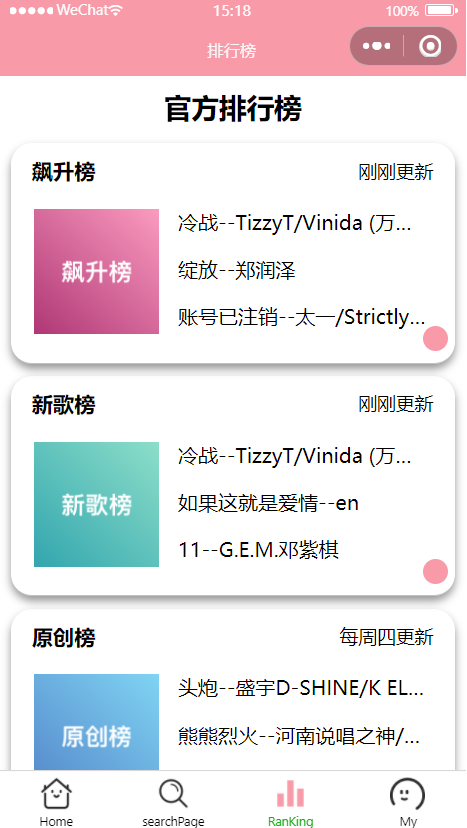 WeChat 15:18 100%
排行榜
官方排行榜
飙升榜 刚刚更新
飙升榜
冷战--TizzyT/Vinida (万...
绽放--郑润泽
账号已注销--太一/Strictly...
新歌榜 刚刚更新
新歌榜
冷战--TizzyT/Vinida (万...
如果这就是爱情--en
11--G.E.M.邓紫棋
原创榜 每周四更新
原创榜
头炮--盛宇D-SHINE/K EL...
熊熊烈火--河南说唱之神/...
Home searchPage RanKing My